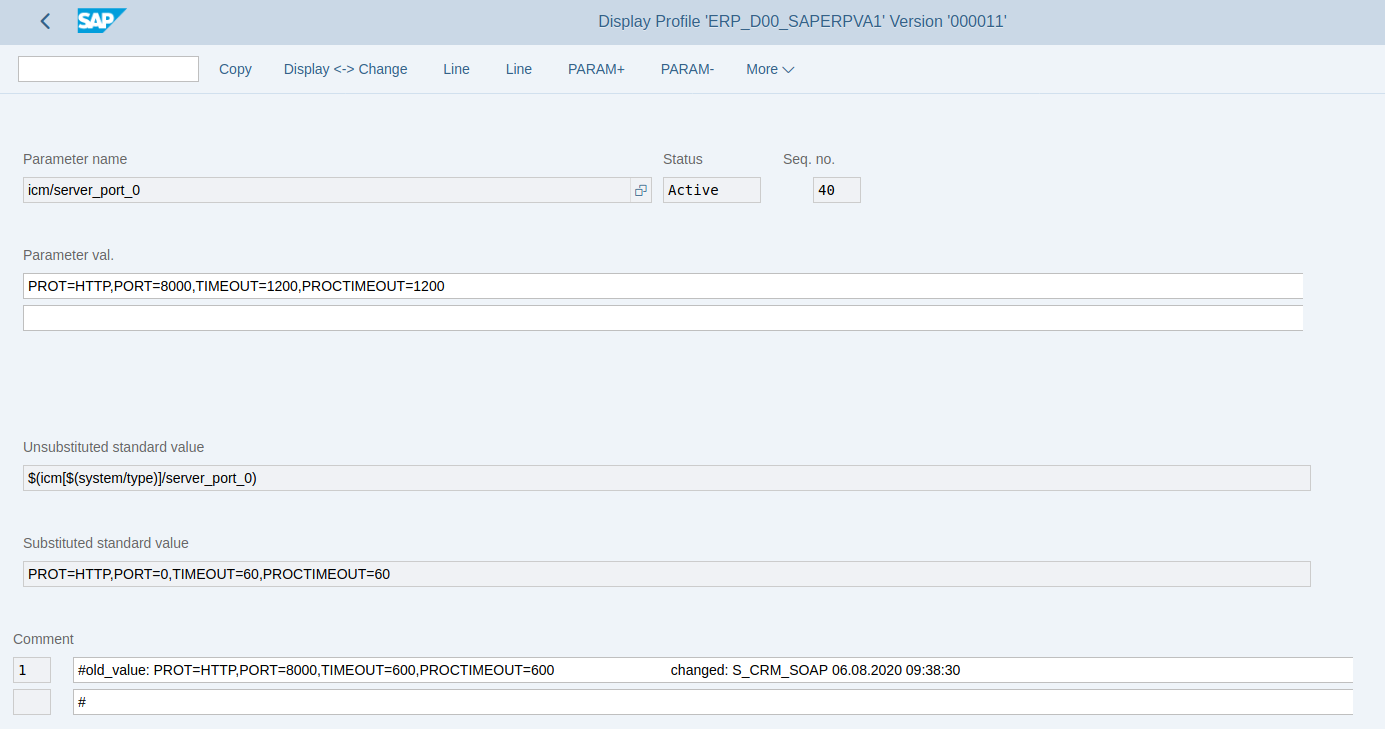 SAP Display Profile 'ERP_D00_SAPERPVA1' Version '000011'
Copy Display <-> Change Line Line PARAM+ PARAM- More
Parameter name Status Seq. no.
icm/server_port_0 Active 40
Parameter val.
PROT=HTTP,PORT=8000,TIMEOUT=1200,PROCTIMEOUT=1200
Unsubstituted standard value
$(icm[$(system/type)]/server_port_0)
Substituted standard value
PROT=HTTP,PORT=0,TIMEOUT=60,PROCTIMEOUT=60
Comment
1 #old_value: PROT=HTTP,PORT=8000,TIMEOUT=600,PROCTIMEOUT=600 changed: S_CRM_SOAP 06.08.2020 09:38:30
#